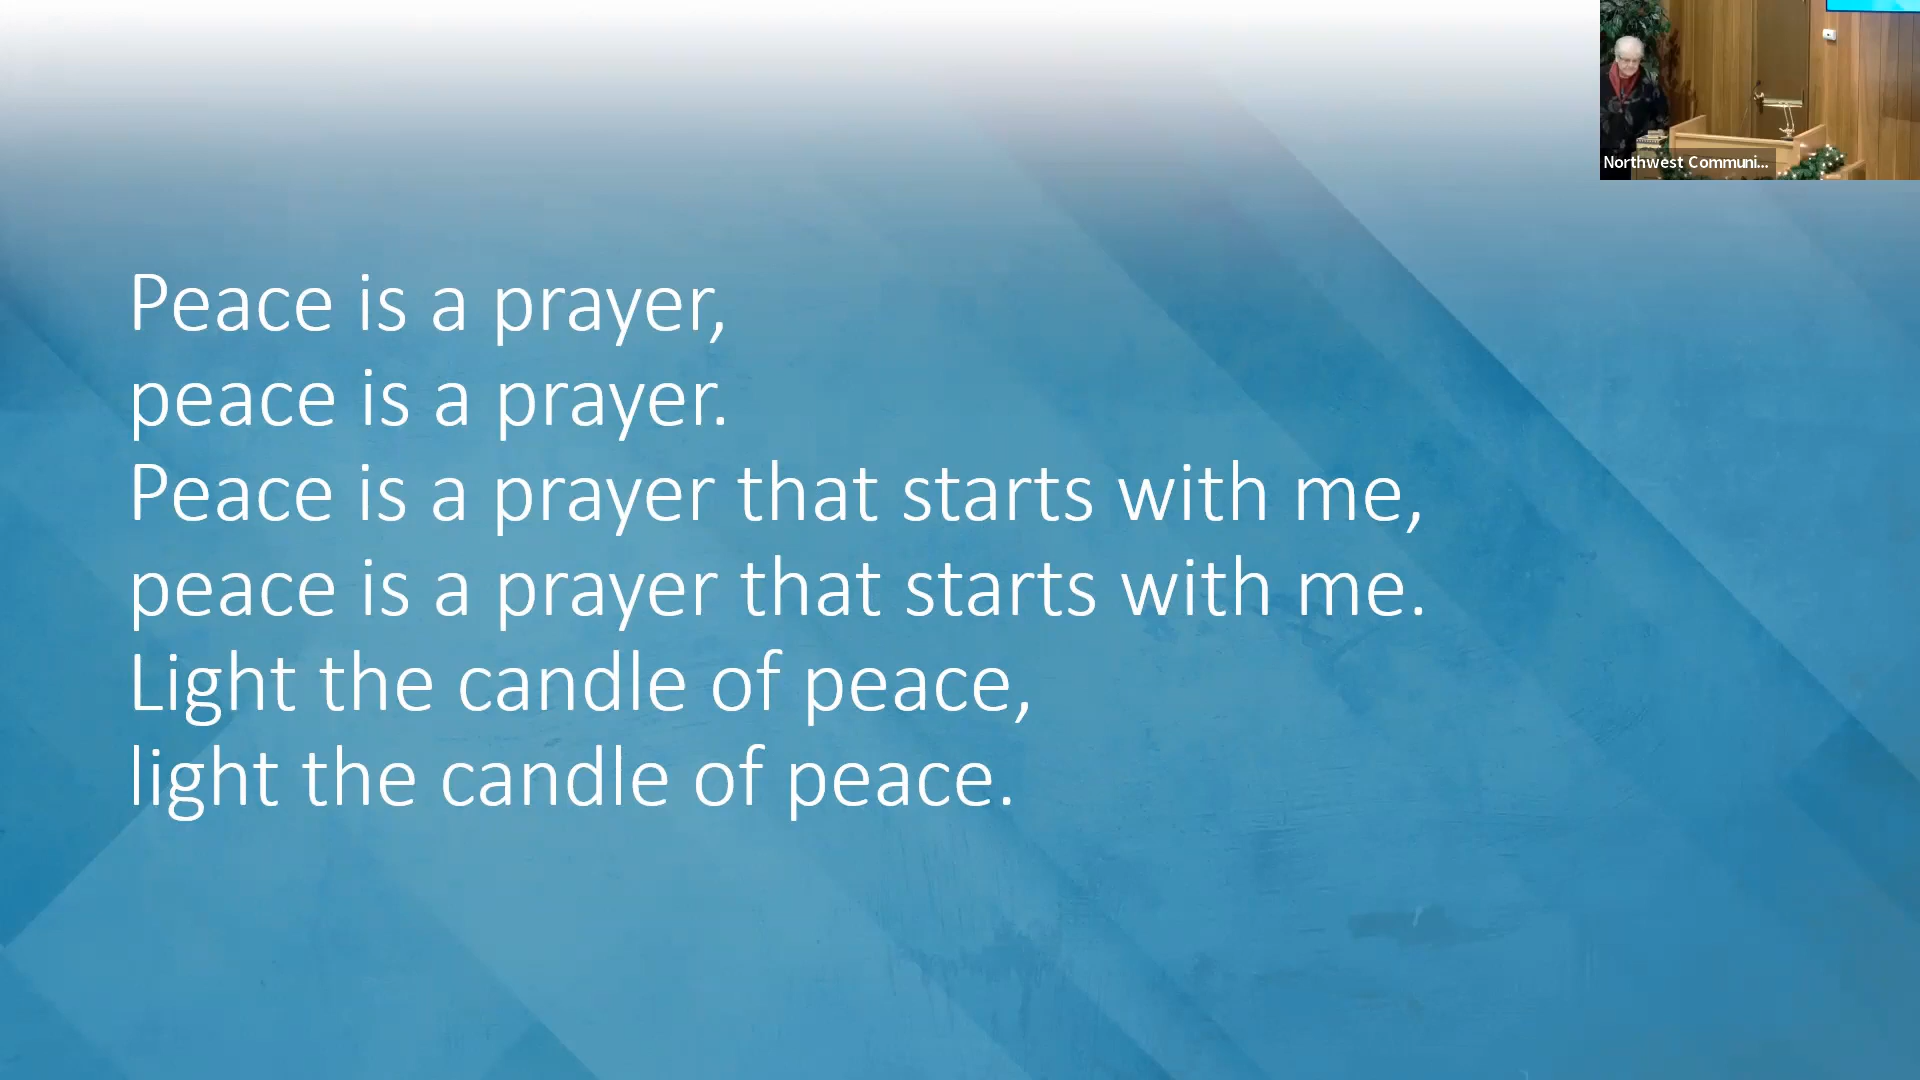 Peace is a prayer,
peace is a prayer.
Peace is a prayer that starts with me,
peace is a prayer that starts with me.
Light the candle of peace,
light the candle of peace.
Northwest Communi...